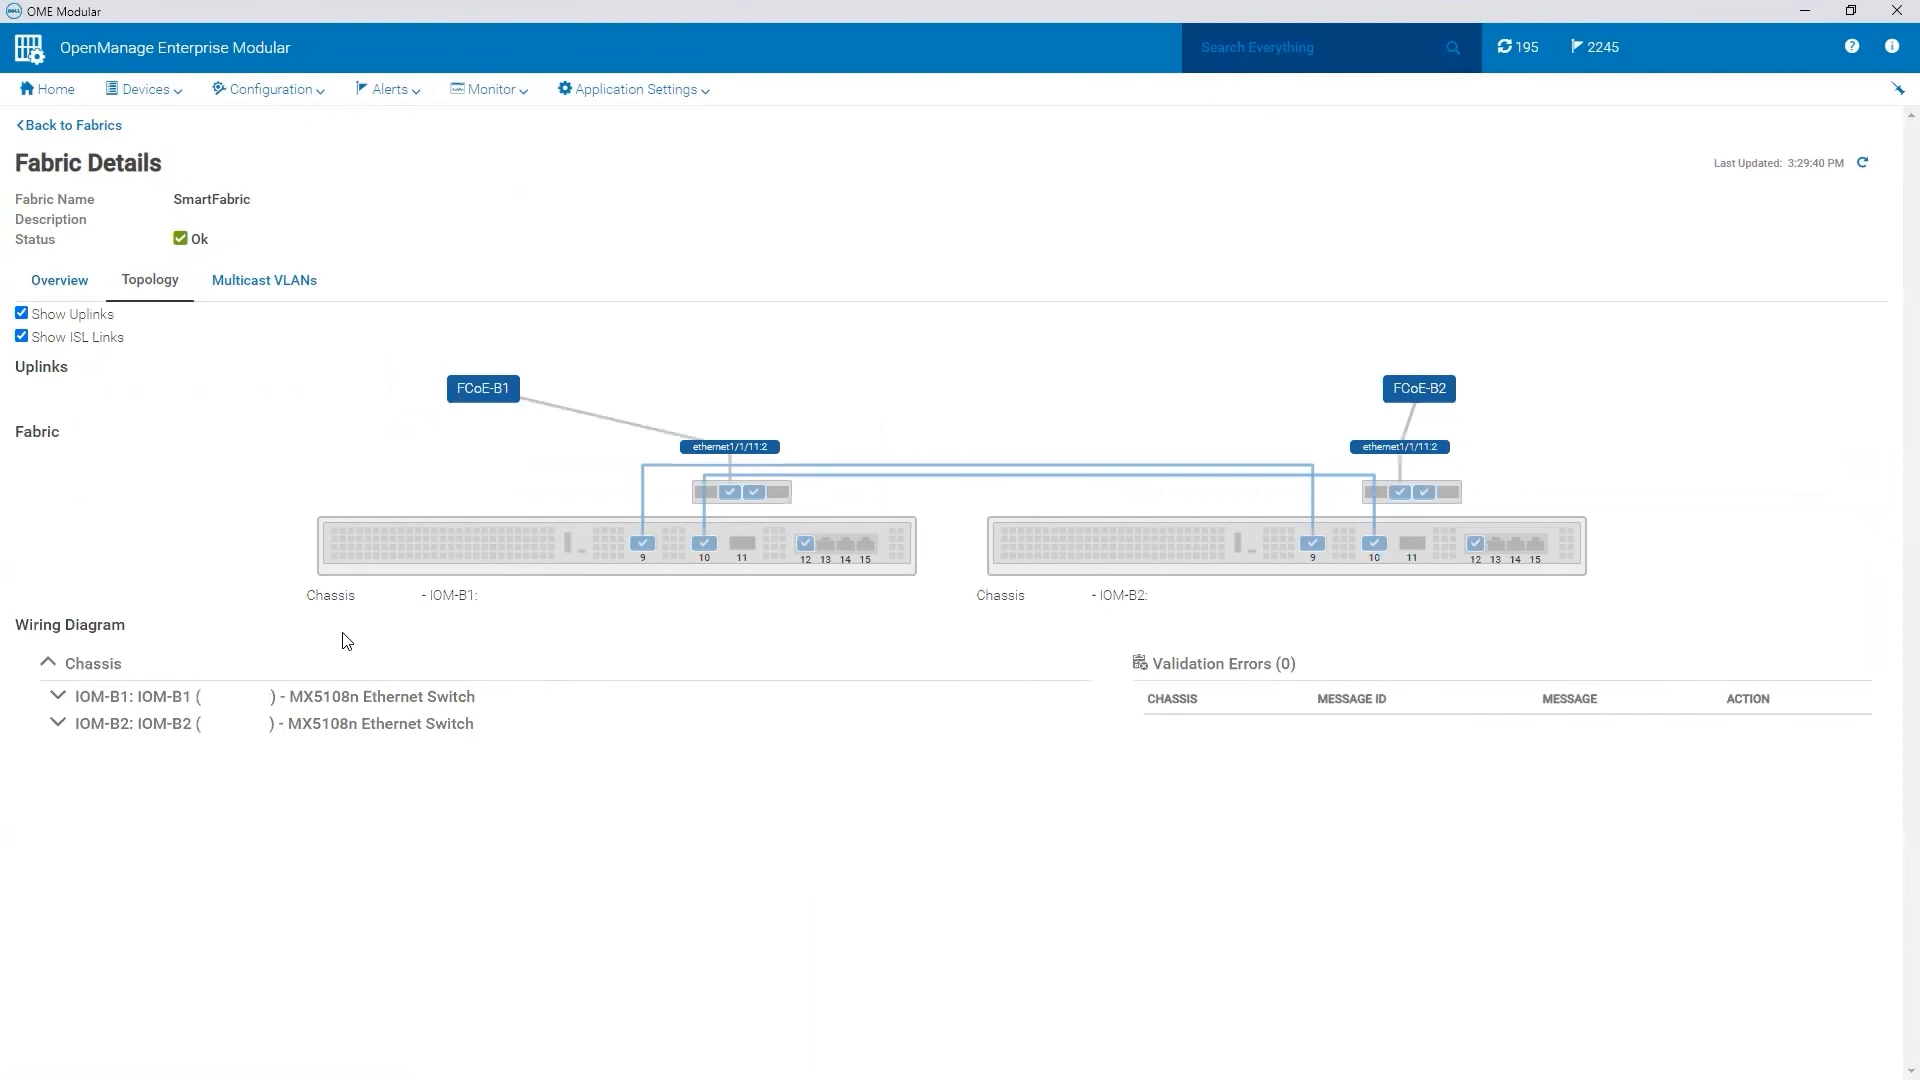 OME Modular
OpenManage Enterprise Modular
Search Everything
195
2245
Home
Devices
Configuration
Alerts
Monitor
Application Settings
Back to Fabrics
Fabric Details
Last Updated: 3:29:40 PM
Fabric Name SmartFabric
Description
Status Ok
Overview
Topology
Multicast VLANs
Show Uplinks
Show ISL Links
Uplinks
FCoE-B1
FCoE-B2
Fabric
ethernet1/1/11:2
ethernet1/1/11:2
9 10 11 12 13 14 15
9 10 11 12 13 14 15
Chassis - IOM-B1:
Chassis - IOM-B2:
Wiring Diagram
Chassis
IOM-B1: IOM-B1 ( ) - MX5108n Ethernet Switch
IOM-B2: IOM-B2 ( ) - MX5108n Ethernet Switch
Validation Errors (0)
CHASSIS MESSAGE ID MESSAGE ACTION